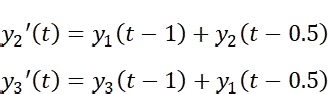 y₂′(t) = y₁(t − 1) + y₂(t − 0.5)
y₃′(t) = y₃(t − 1) + y₁(t − 0.5)